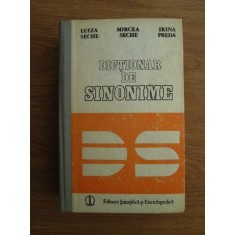 LUIZA MIRCEA IRINA
SECHE SECHE PREDA
DICȚIONAR
DE
SINONIME
DS
Editura Științifică și Enciclopedică